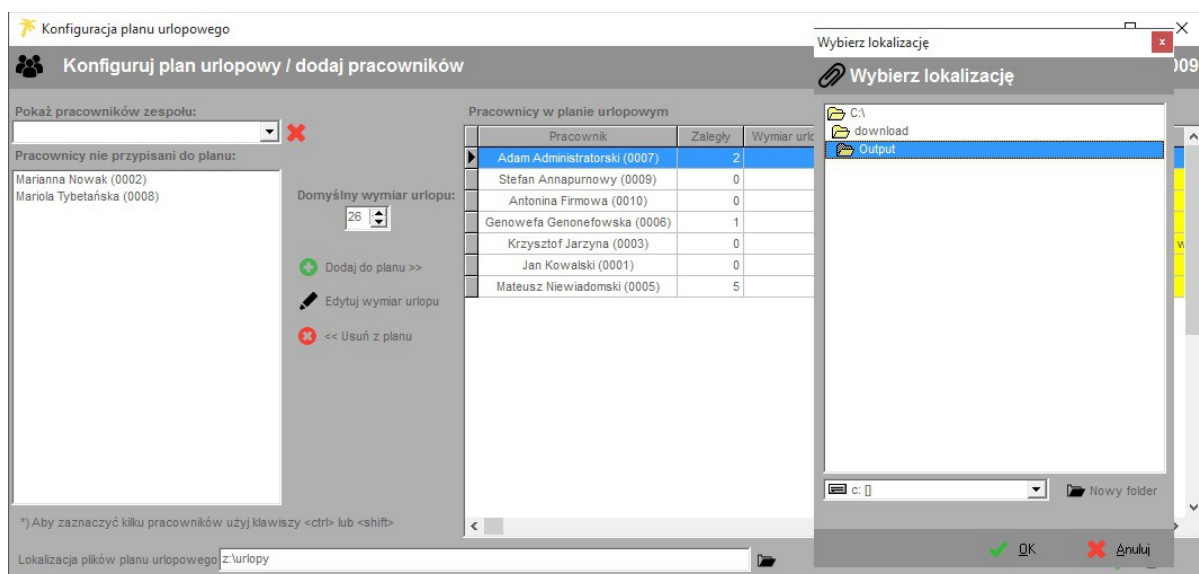 Konfiguracja planu urlopowego
Konfiguruj plan urlopowy / dodaj pracowników
009
Pokaż pracowników zespołu:
Pracownicy nie przypisani do planu:
Marianna Nowak (0002)
Mariola Tybetańska (0008)
Domyślny wymiar urlopu:
26
Dodaj do planu >>
Edytuj wymiar urlopu
<< Usuń z planu
*) Aby zaznaczyć kilku pracowników użyj klawiszy <ctrl> lub <shift>
Lokalizacja plików planu urlopowego z:\urlopy
Pracownicy w planie urlopowym
Pracownik Zaległy Wymiar urlo
Adam Administratorski (0007) 2
Stefan Annapurnowy (0009) 0
Antonina Firmowa (0010) 0
Genowefa Genonefowska (0006) 1
Krzysztof Jarzyna (0003) 0
Jan Kowalski (0001) 0
Mateusz Niewiadomski (0005) 5
Wybierz lokalizację
x
Wybierz lokalizację
C:\
download
Output
c: []
Nowy folder
OK
Anuluj